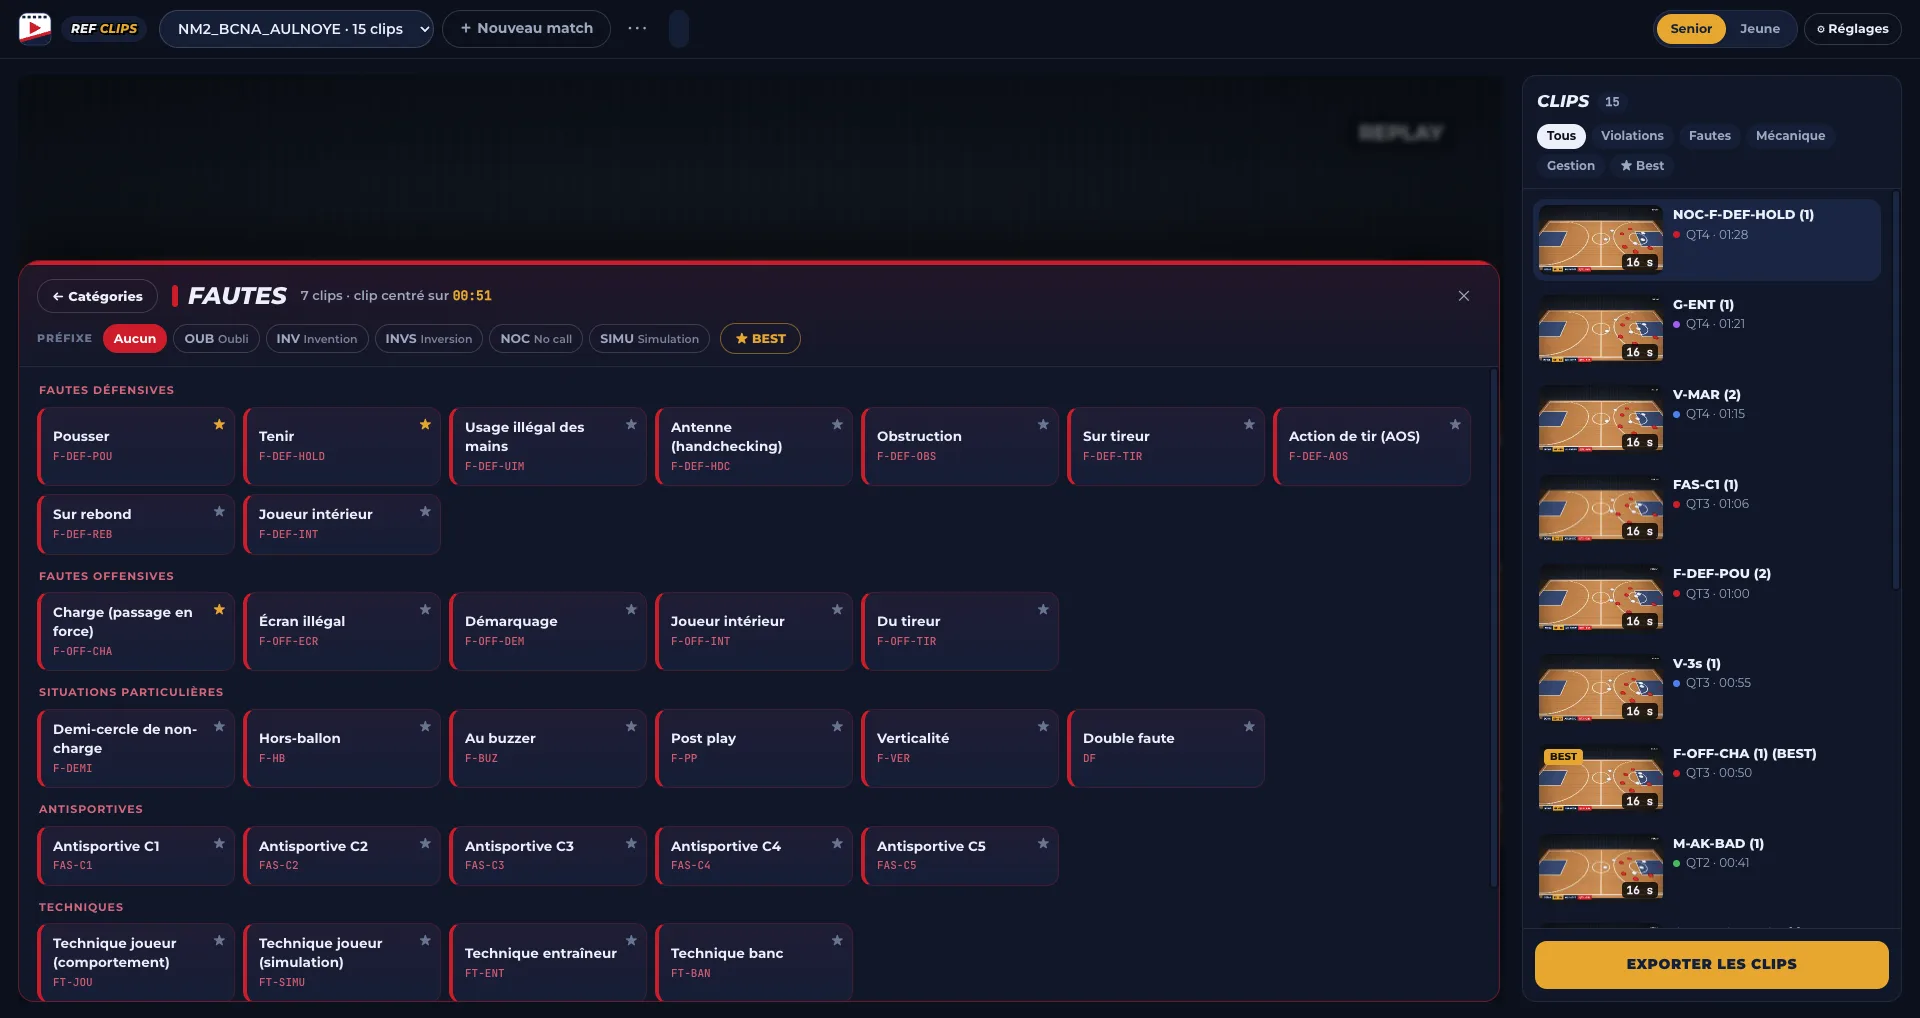 REF CLIPS
NM2_BCNA_AULNOYE · 15 clips
+ Nouveau match
···
Senior
Jeune
Réglages
REPLAY
← Catégories
FAUTES
7 clips · clip centré sur 00:51
PRÉFIXE
Aucun
OUB Oubli
INV Invention
INVS Inversion
NOC No call
SIMU Simulation
★ BEST
FAUTES DÉFENSIVES
Pousser
F-DEF-POU
Tenir
F-DEF-HOLD
Usage illégal des
mains
F-DEF-UIM
Antenne
(handchecking)
F-DEF-HDC
Obstruction
F-DEF-OBS
Sur tireur
F-DEF-TIR
Action de tir (AOS)
F-DEF-AOS
Sur rebond
F-DEF-REB
Joueur intérieur
F-DEF-INT
FAUTES OFFENSIVES
Charge (passage en
force)
F-OFF-CHA
Écran illégal
F-OFF-ECR
Démarquage
F-OFF-DEM
Joueur intérieur
F-OFF-INT
Du tireur
F-OFF-TIR
SITUATIONS PARTICULIÈRES
Demi-cercle de non-
charge
F-DEMI
Hors-ballon
F-HB
Au buzzer
F-BUZ
Post play
F-PP
Verticalité
F-VER
Double faute
DF
ANTISPORTIVES
Antisportive C1
FAS-C1
Antisportive C2
FAS-C2
Antisportive C3
FAS-C3
Antisportive C4
FAS-C4
Antisportive C5
FAS-C5
TECHNIQUES
Technique joueur
(comportement)
FT-JOU
Technique joueur
(simulation)
FT-SIMU
Technique entraîneur
FT-ENT
Technique banc
FT-BAN
CLIPS 15
Tous
Violations
Fautes
Mécanique
Gestion
★ Best
16 s
NOC-F-DEF-HOLD (1)
QT4 · 01:28
16 s
G-ENT (1)
QT4 · 01:21
16 s
V-MAR (2)
QT4 · 01:15
16 s
FAS-C1 (1)
QT3 · 01:06
16 s
F-DEF-POU (2)
QT3 · 01:00
16 s
V-3s (1)
QT3 · 00:55
BEST
16 s
F-OFF-CHA (1) (BEST)
QT3 · 00:50
16 s
M-AK-BAD (1)
QT2 · 00:41
EXPORTER LES CLIPS